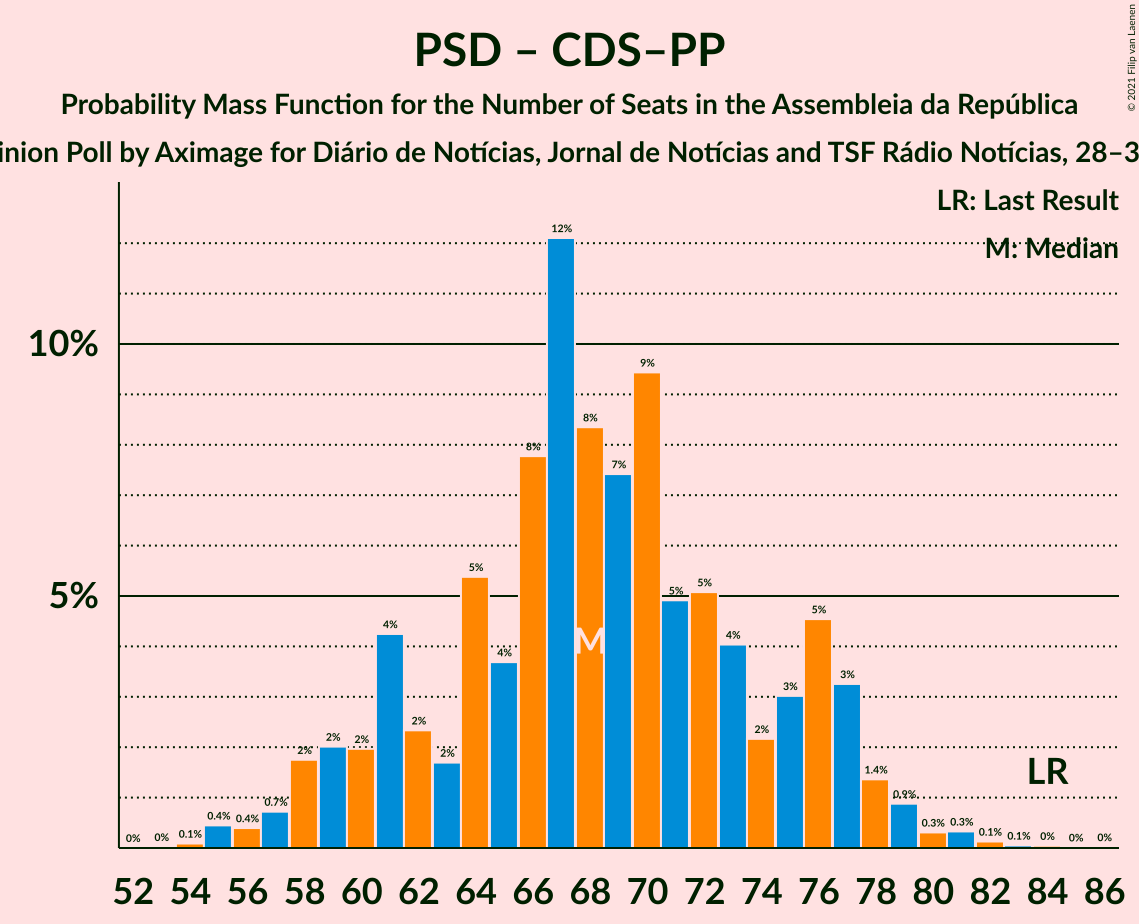 PSD – CDS–PP
Probability Mass Function for the Number of Seats in the Assembleia da República
inion Poll by Aximage for Diário de Notícias, Jornal de Notícias and TSF Rádio Notícias, 28–3
© 2021 Filip van Laenen
LR: Last Result
M: Median
10%
5%
0% 0% 0.1% 0.4% 0.4% 0.7% 2% 2% 2% 4% 2% 2% 5% 4% 8% 12% 8% 7% 9% 5% 5% 4% 2% 3% 5% 3% 1.4% 0.9% 0.3% 0.3% 0.1% 0.1% 0% 0% 0%
M
LR
52 54 56 58 60 62 64 66 68 70 72 74 76 78 80 82 84 86